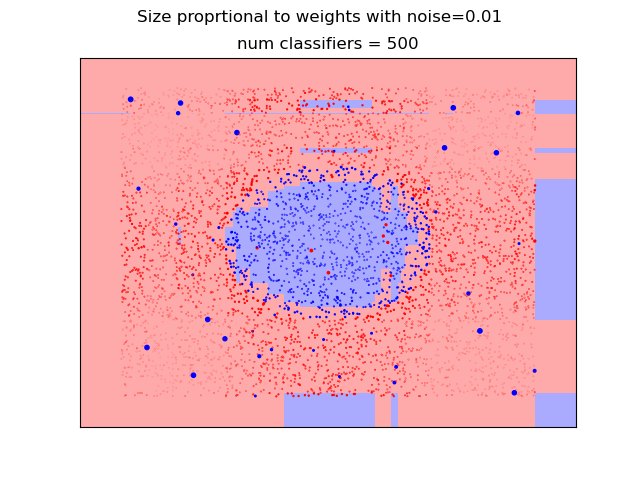 Size proprtional to weights with noise=0.01
num classifiers = 500